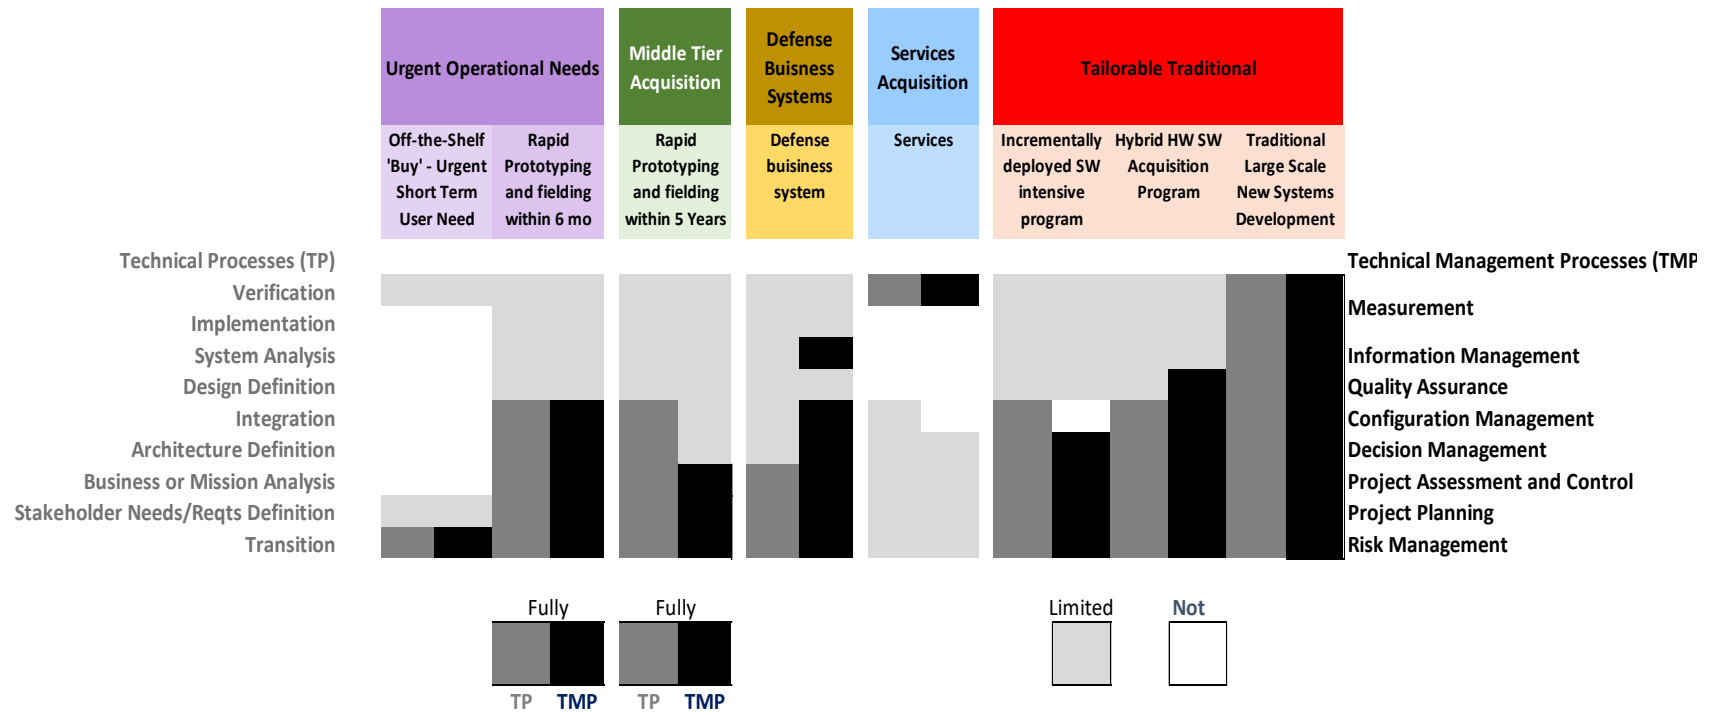 Urgent Operational Needs
Middle Tier
Acquisition
Defense
Buisness
Systems
Services
Acquisition
Tailorable Traditional
Off-the-Shelf
'Buy' - Urgent
Short Term
User Need
Rapid
Prototyping
and fielding
within 6 mo
Rapid
Prototyping
and fielding
within 5 Years
Defense
buisiness
system
Services
Incrementally
deployed SW
intensive
program
Hybrid HW SW
Acquisition
Program
Traditional
Large Scale
New Systems
Development
Technical Processes (TP)
Verification
Implementation
System Analysis
Design Definition
Integration
Architecture Definition
Business or Mission Analysis
Stakeholder Needs/Reqts Definition
Transition
Technical Management Processes (TMP
Measurement
Information Management
Quality Assurance
Configuration Management
Decision Management
Project Assessment and Control
Project Planning
Risk Management
Fully
Fully
Limited
Not
TP TMP
TP TMP